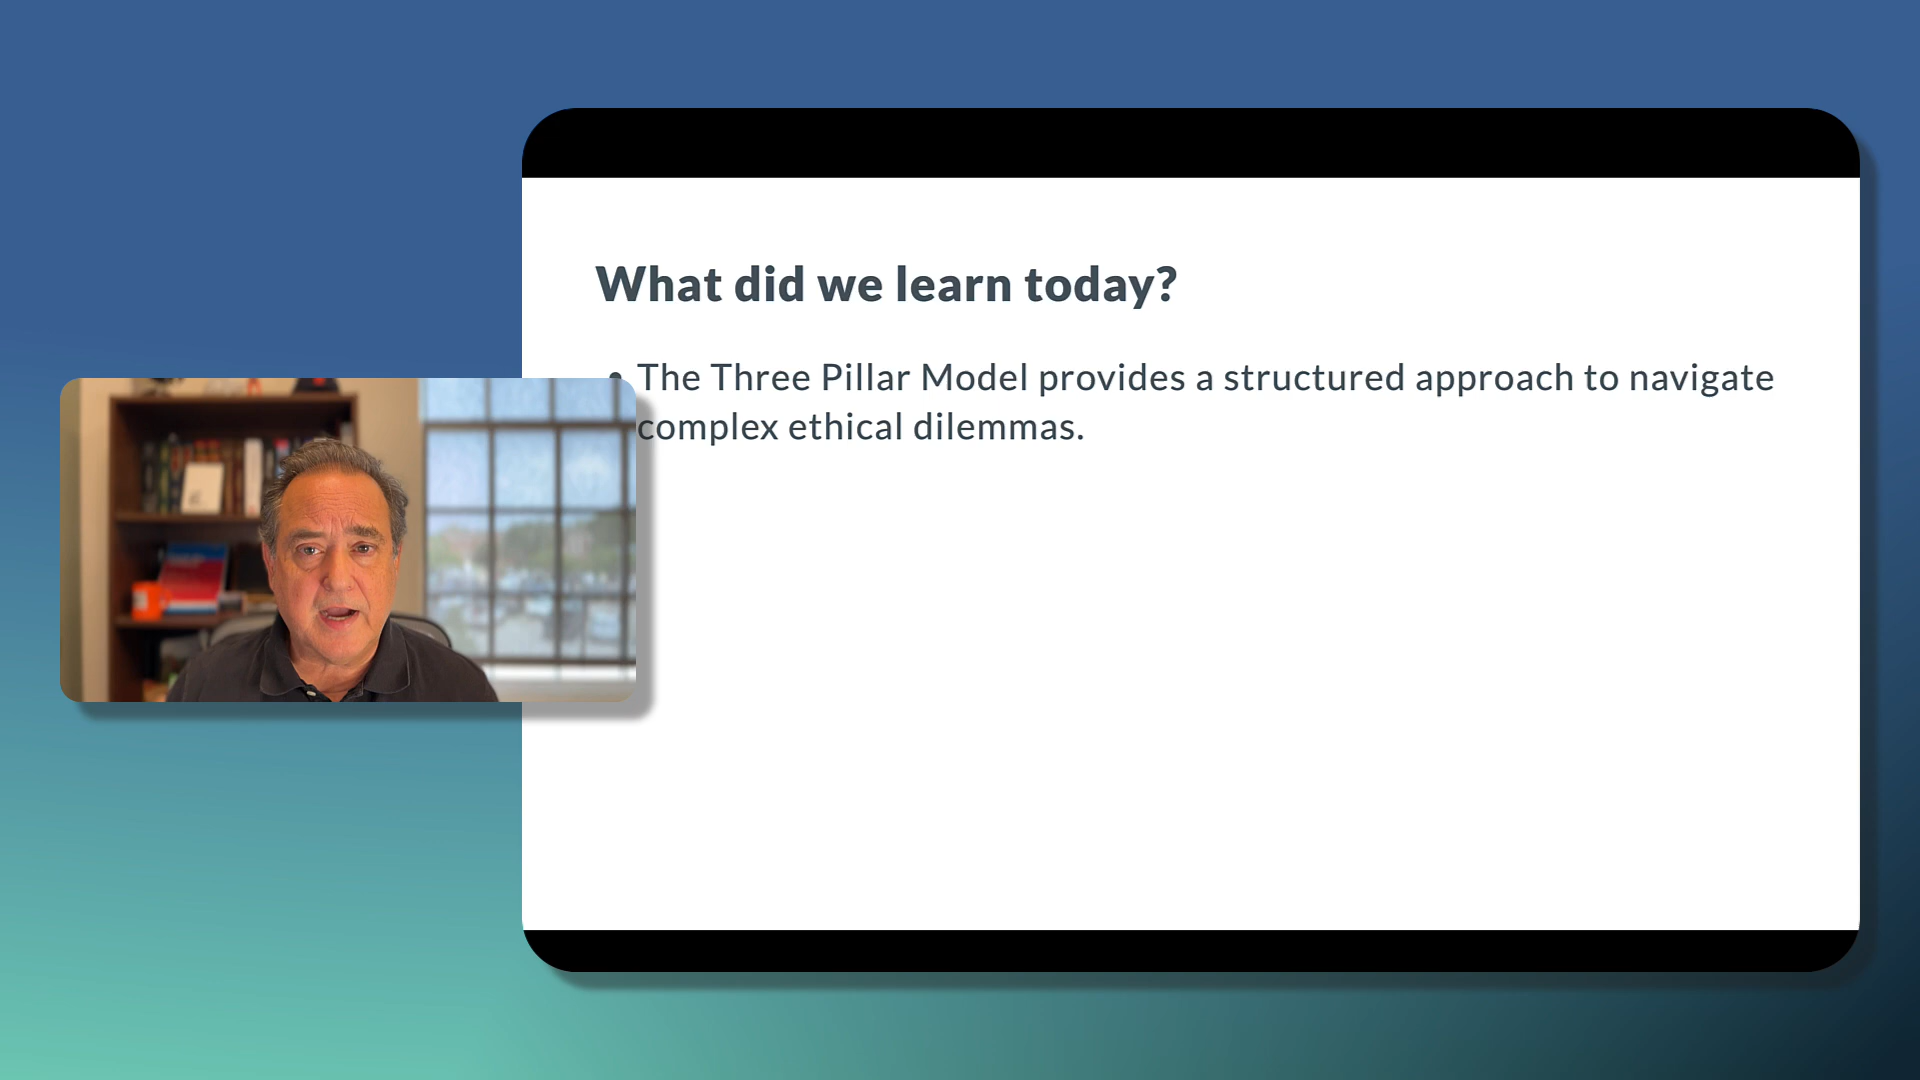 What did we learn today?
• The Three Pillar Model provides a structured approach to navigate
complex ethical dilemmas.